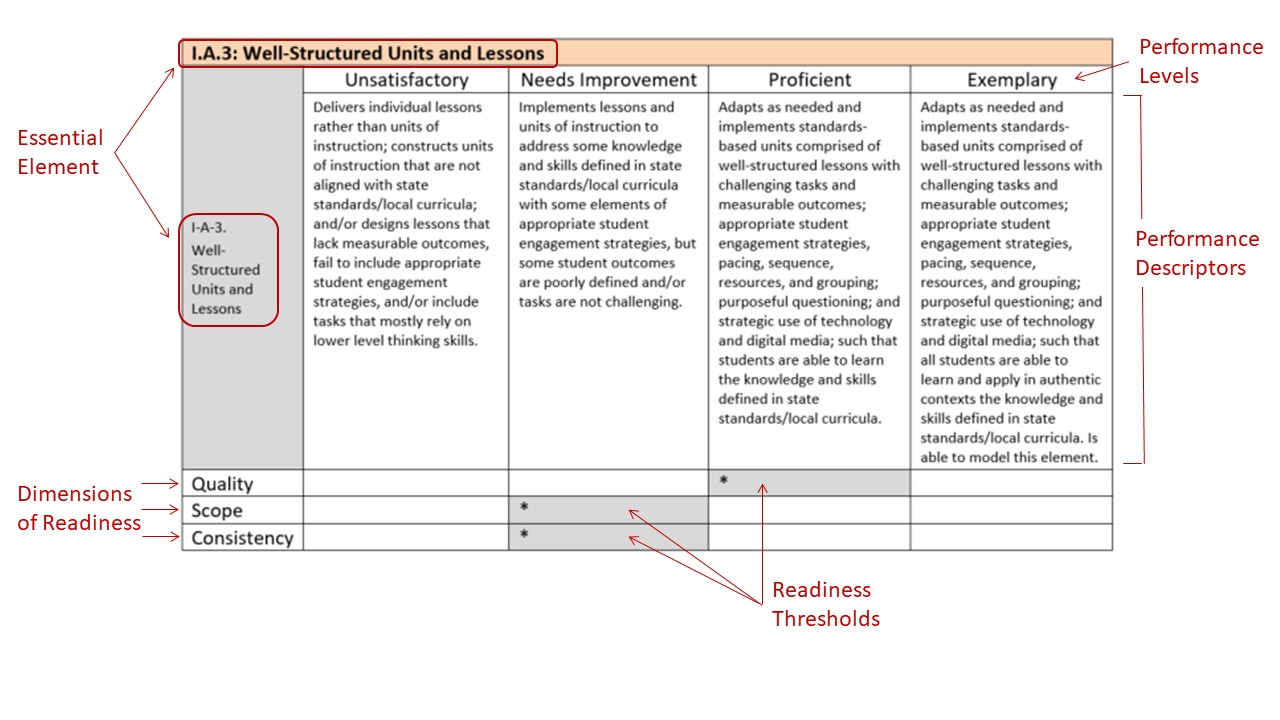 I.A.3: Well-Structured Units and Lessons
Performance
Levels
Unsatisfactory
Needs Improvement
Proficient
Exemplary
Essential
Element
I-A-3.
Well-
Structured
Units and
Lessons
Delivers individual lessons
rather than units of
instruction; constructs units
of instruction that are not
aligned with state
standards/local curricula;
and/or designs lessons that
lack measurable outcomes,
fail to include appropriate
student engagement
strategies, and/or include
tasks that mostly rely on
lower level thinking skills.
Implements lessons and
units of instruction to
address some knowledge
and skills defined in state
standards/local curricula
with some elements of
appropriate student
engagement strategies, but
some student outcomes
are poorly defined and/or
tasks are not challenging.
Adapts as needed and
implements standards-
based units comprised of
well-structured lessons with
challenging tasks and
measurable outcomes;
appropriate student
engagement strategies,
pacing, sequence,
resources, and grouping;
purposeful questioning; and
strategic use of technology
and digital media; such that
students are able to learn
the knowledge and skills
defined in state
standards/local curricula.
Adapts as needed and
implements standards-
based units comprised of
well-structured lessons with
challenging tasks and
measurable outcomes;
appropriate student
engagement strategies,
pacing, sequence,
resources, and grouping;
purposeful questioning; and
strategic use of technology
and digital media; such that
all students are able to
learn and apply in authentic
contexts the knowledge and
skills defined in state
standards/local curricula. Is
able to model this element.
Performance
Descriptors
Dimensions
of Readiness
Quality
*
Scope
*
Consistency
*
Readiness
Thresholds